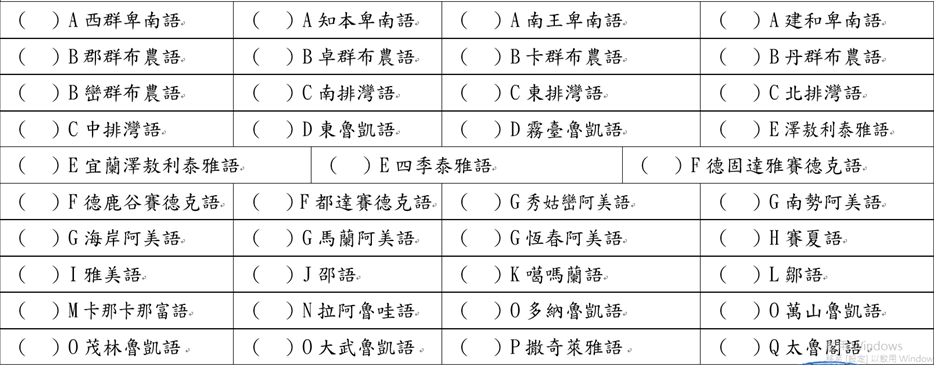 ( ) A 西群卑南語 ( ) A 知本卑南語 ( ) A 南王卑南語 ( ) A 建和卑南語
( ) B 郡群布農語 ( ) B 卓群布農語 ( ) B 卡群布農語 ( ) B 丹群布農語
( ) B 巒群布農語 ( ) C 南排灣語 ( ) C 東排灣語 ( ) C 北排灣語
( ) C 中排灣語 ( ) D 東魯凱語 ( ) D 霧臺魯凱語 ( ) E 澤敖利泰雅語
( ) E 宜蘭澤敖利泰雅語 ( ) E 四季泰雅語 ( ) F 德固達雅賽德克語
( ) F 德鹿谷賽德克語 ( ) F 都達賽德克語 ( ) G 秀姑巒阿美語 ( ) G 南勢阿美語
( ) G 海岸阿美語 ( ) G 馬蘭阿美語 ( ) G 恆春阿美語 ( ) H 賽夏語
( ) I 雅美語 ( ) J 邵語 ( ) K 噶嗎蘭語 ( ) L 鄒語
( ) M 卡那卡那富語 ( ) N 拉阿魯哇語 ( ) O 多納魯凱語 ( ) O 萬山魯凱語
( ) O 茂林魯凱語 ( ) O 大武魯凱語 ( ) P 撒奇萊雅語 ( ) Q 太魯閣語
Windows
以啟用 Window